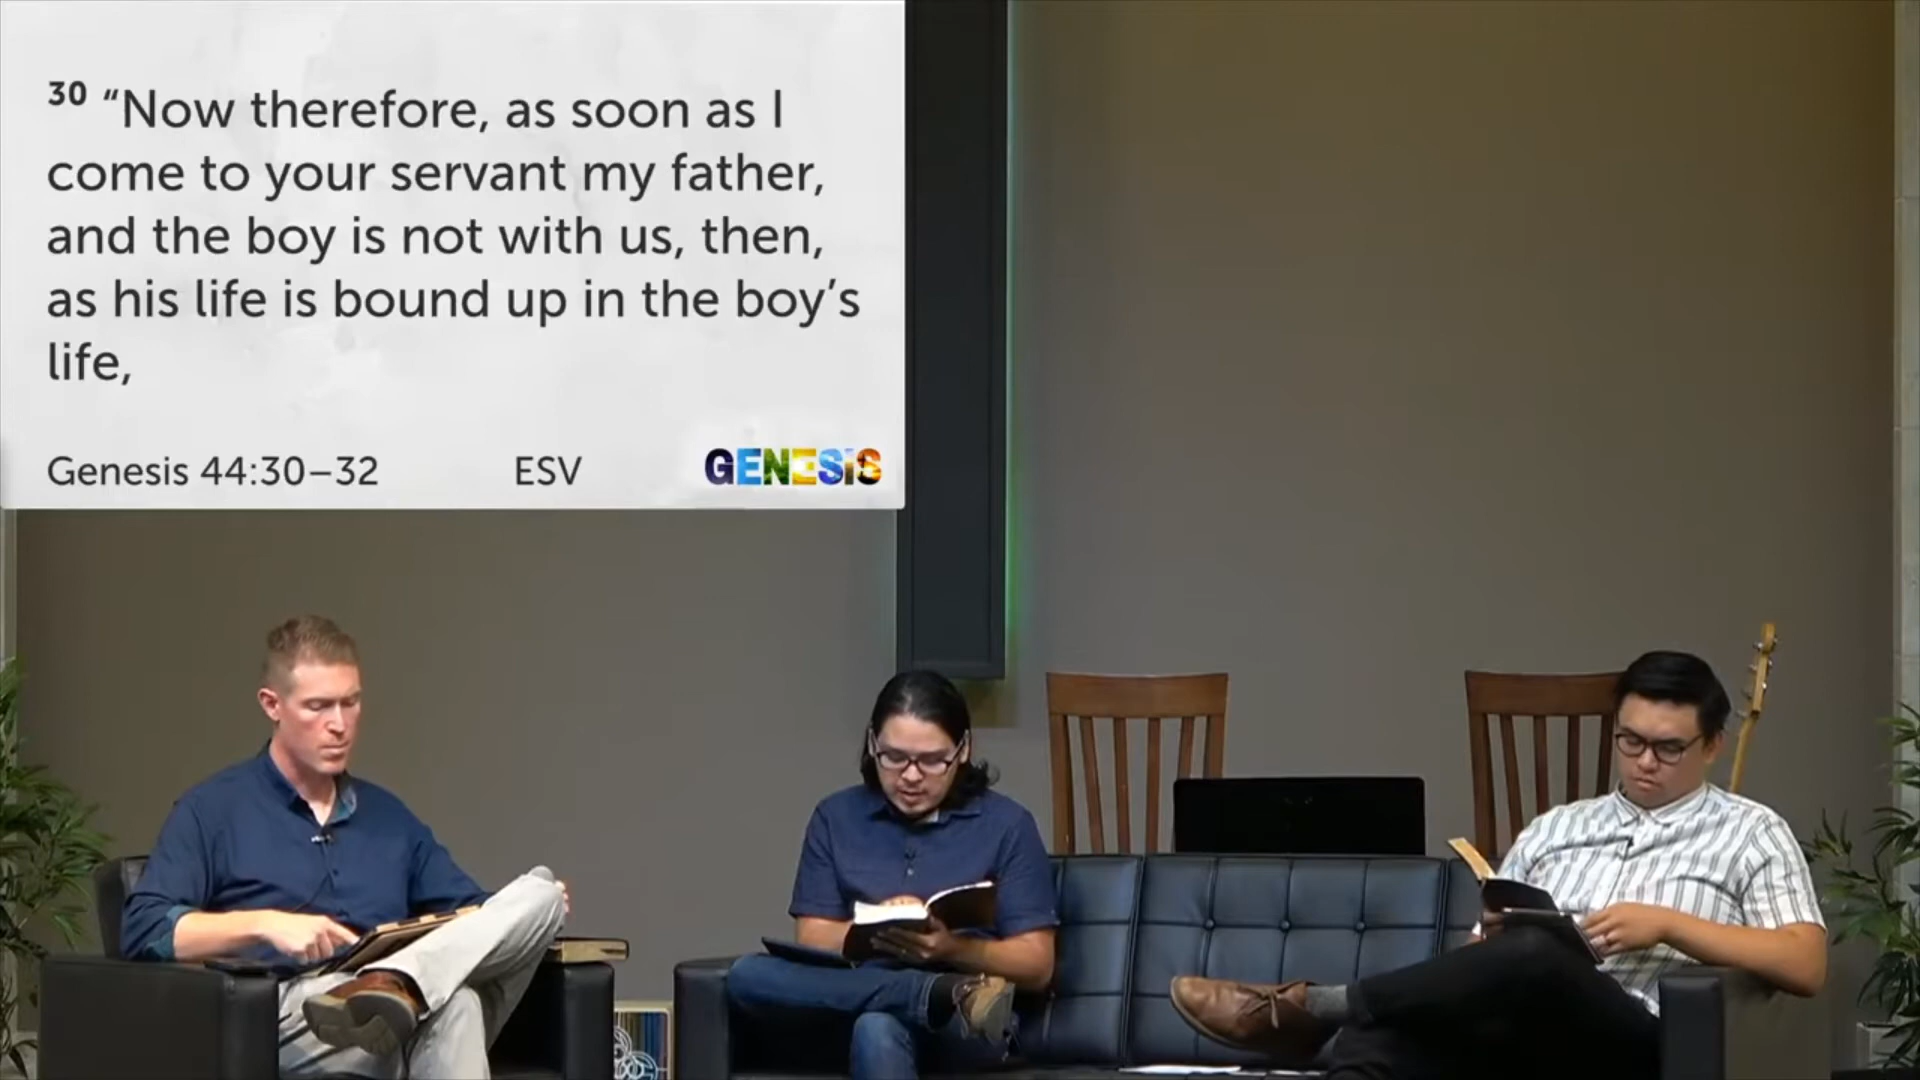 30 “Now therefore, as soon as I
come to your servant my father,
and the boy is not with us, then,
as his life is bound up in the boy’s
life,
Genesis 44:30–32 ESV GENESIS